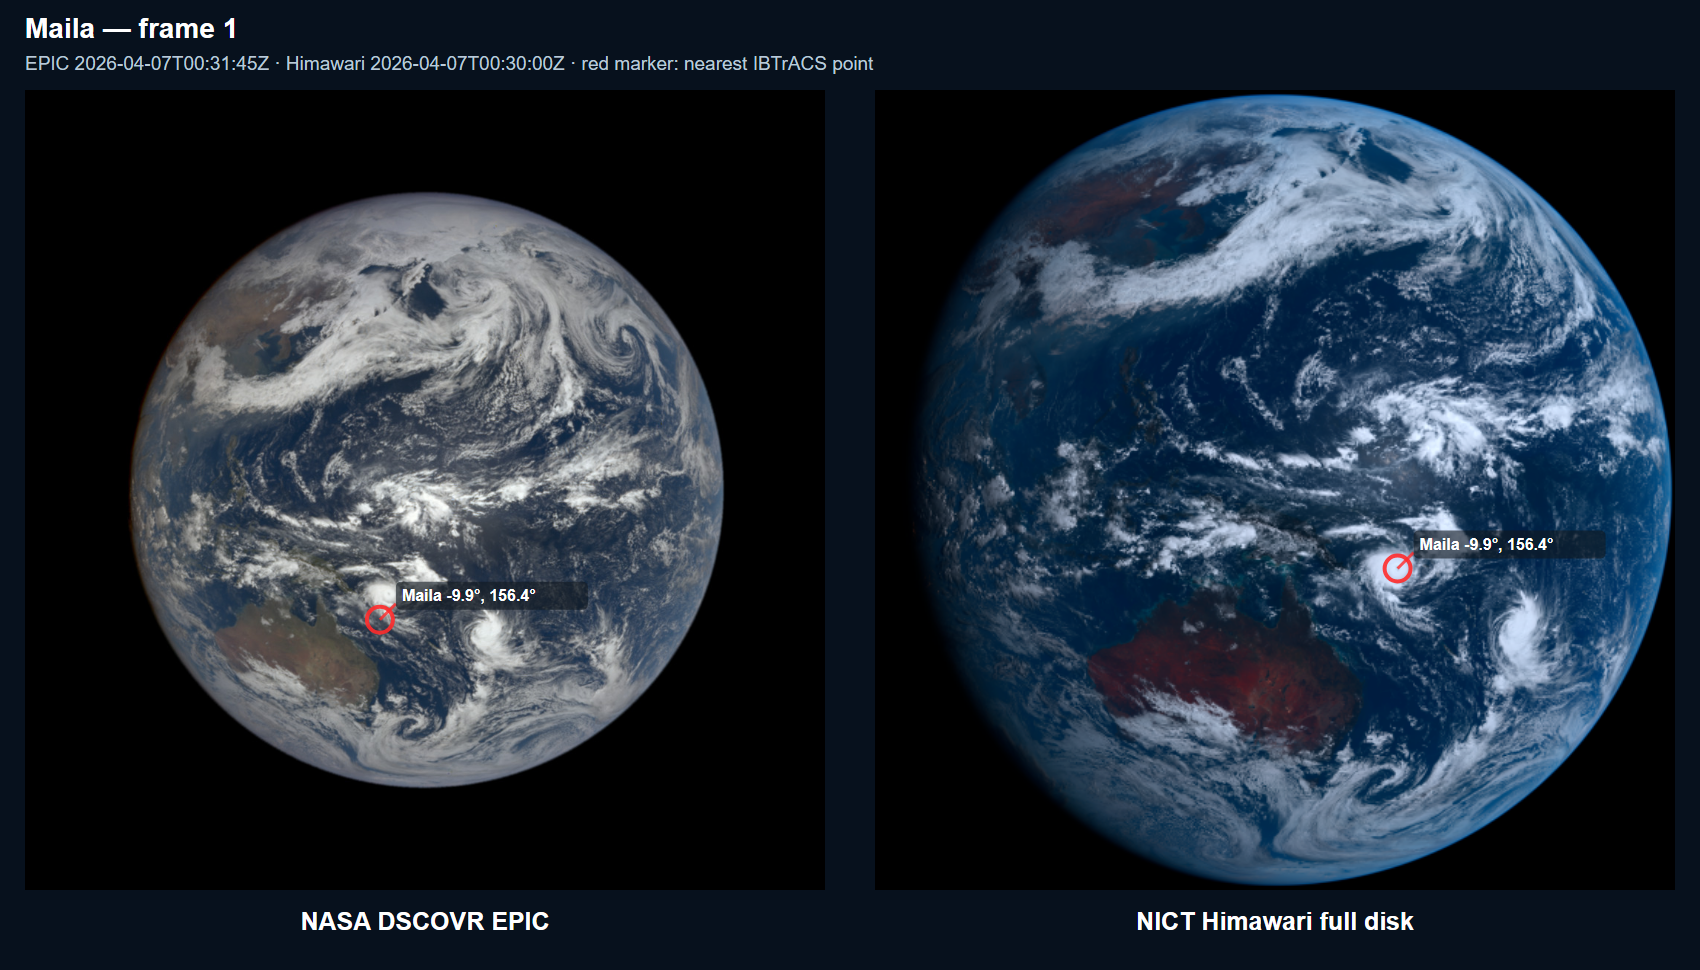 Maila — frame 1
EPIC 2026-04-07T00:31:45Z · Himawari 2026-04-07T00:30:00Z · red marker: nearest IBTrACS point
Maila -9.9°, 156.4°
Maila -9.9°, 156.4°
NASA DSCOVR EPIC
NICT Himawari full disk